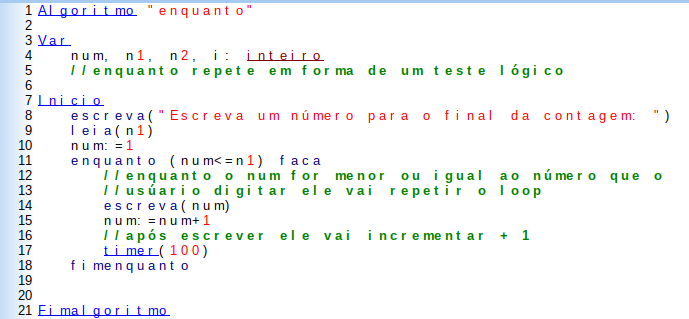 1 Algoritmo "enquanto"
2
3 Var
4 num, n1, n2, i: inteiro
5 //enquanto repete em forma de um teste lógico
6
7 Inicio
8 escreva("Escreva um número para o final da contagem: ")
9 leia(n1)
10 num:=1
11 enquanto (num<=n1) faca
12 //enquanto o num for menor ou igual ao número que o
13 //usúario digitar ele vai repetir o loop
14 escreva(num)
15 num:=num+1
16 //após escrever ele vai incrementar + 1
17 timer(100)
18 fimenquanto
19
20
21 Fimalgoritmo